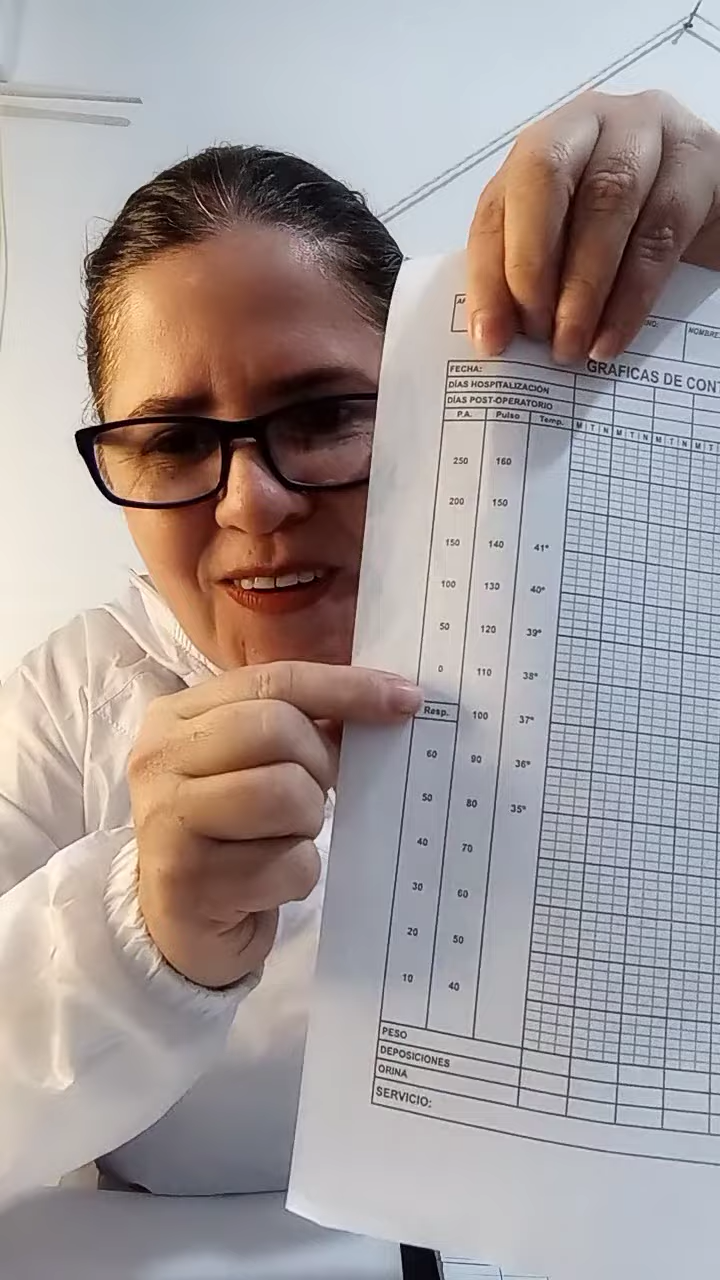 NOMBRE
GRAFICAS DE CON
FECHA:
DÍAS HOSPITALIZACIÓN
DÍAS POST-OPERATORIO
P.A. Pulso Temp. M T N M T N M T N M T
250 160
200 150
150 140 41°
100 130 40°
50 120 39°
0 110 38°
Resp. 100 37°
60 90 36°
50 80 35°
40 70
30 60
20 50
10 40
PESO
DEPOSICIONES
ORINA
SERVICIO: